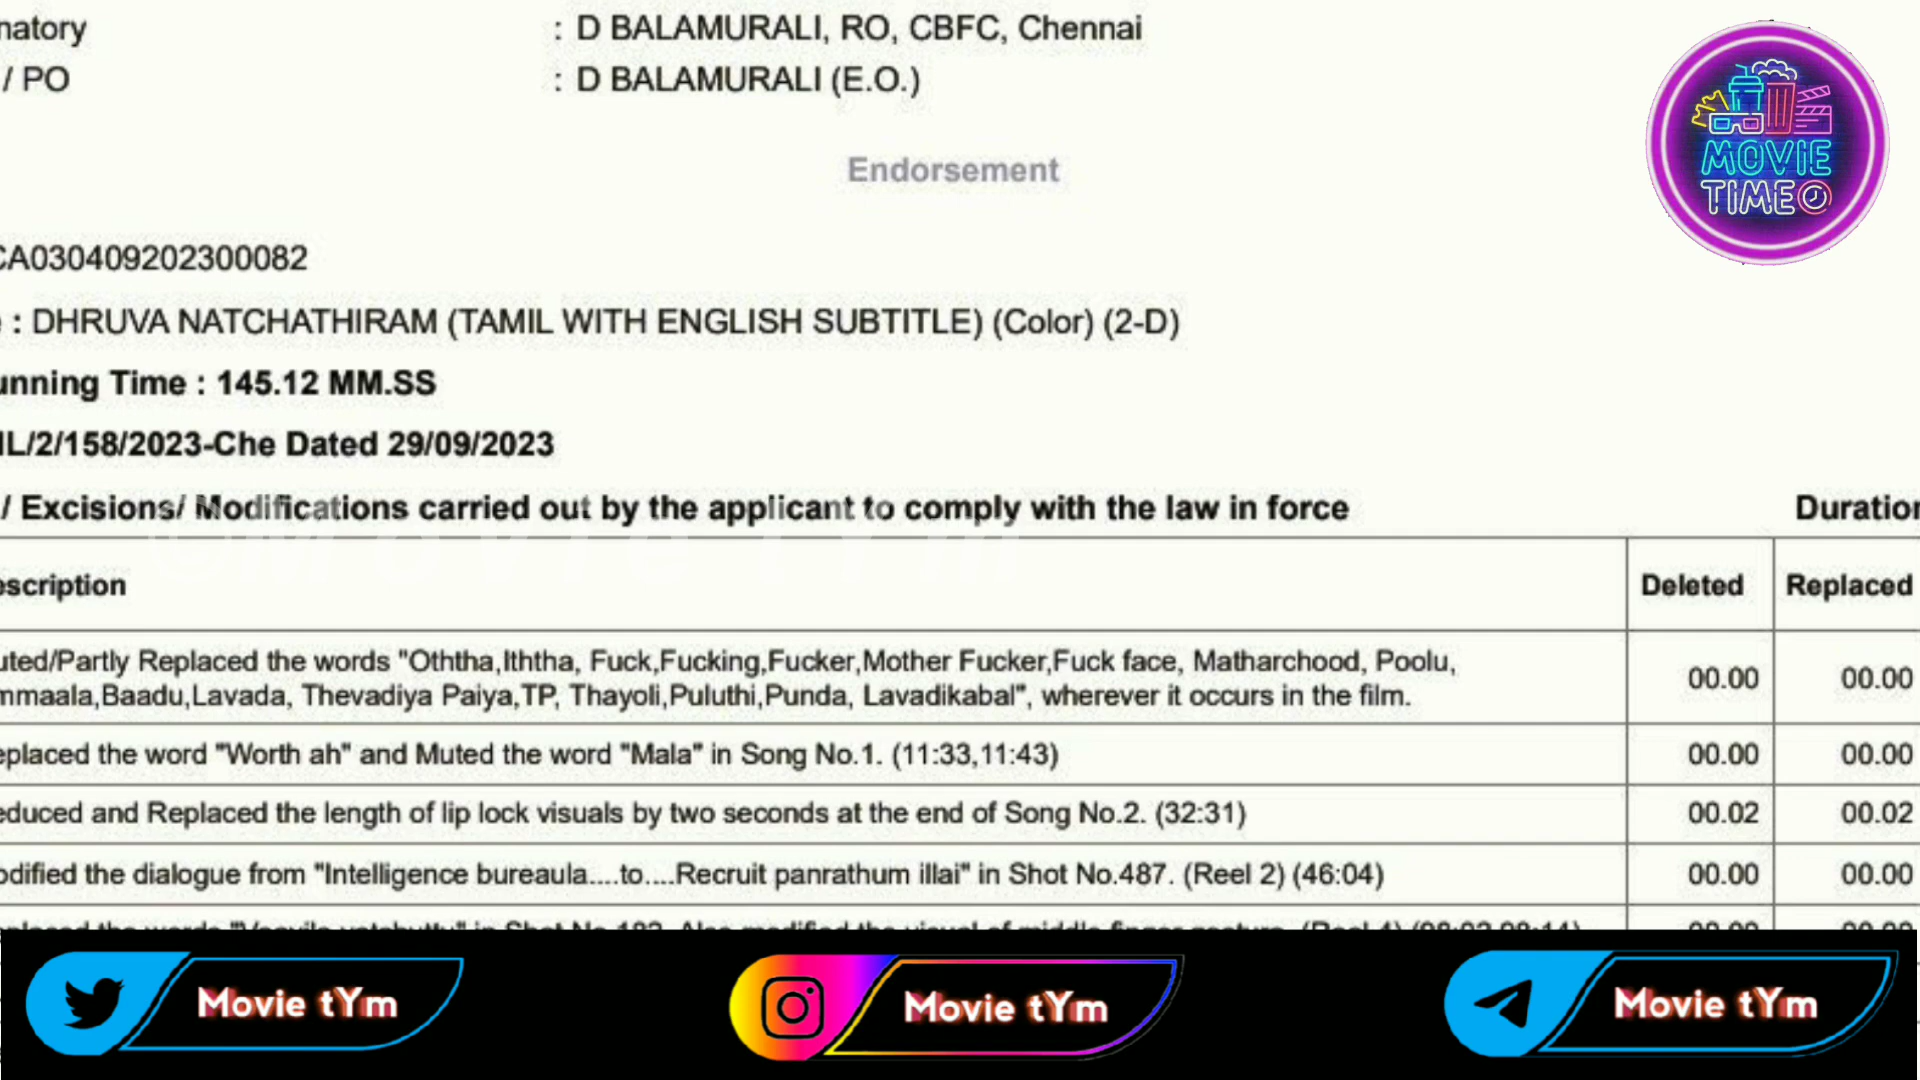 natory : D BALAMURALI, RO, CBFC, Chennai
/ PO : D BALAMURALI (E.O.)
Endorsement
MOVIE
TIME
CA030409202300082
: DHRUVA NATCHATHIRAM (TAMIL WITH ENGLISH SUBTITLE) (Color) (2-D)
unning Time : 145.12 MM.SS
IL/2/158/2023-Che Dated 29/09/2023
/ Excisions/ Modifications carried out by the applicant to comply with the law in force Duration
©Movie tYm
escription Deleted Replaced
uted/Partly Replaced the words "Oththa,Iththa, Fuck,Fucking,Fucker,Mother Fucker,Fuck face, Matharchood, Poolu,
mmaala,Baadu,Lavada, Thevadiya Paiya,TP, Thayoli,Puluthi,Punda, Lavadikabal", wherever it occurs in the film. 00.00 00.00
eplaced the word "Worth ah" and Muted the word "Mala" in Song No.1. (11:33,11:43) 00.00 00.00
educed and Replaced the length of lip lock visuals by two seconds at the end of Song No.2. (32:31) 00.02 00.02
odified the dialogue from "Intelligence bureaula....to....Recruit panrathum illai" in Shot No.487. (Reel 2) (46:04) 00.00 00.00
Movie tYm
Movie tYm
Movie tYm